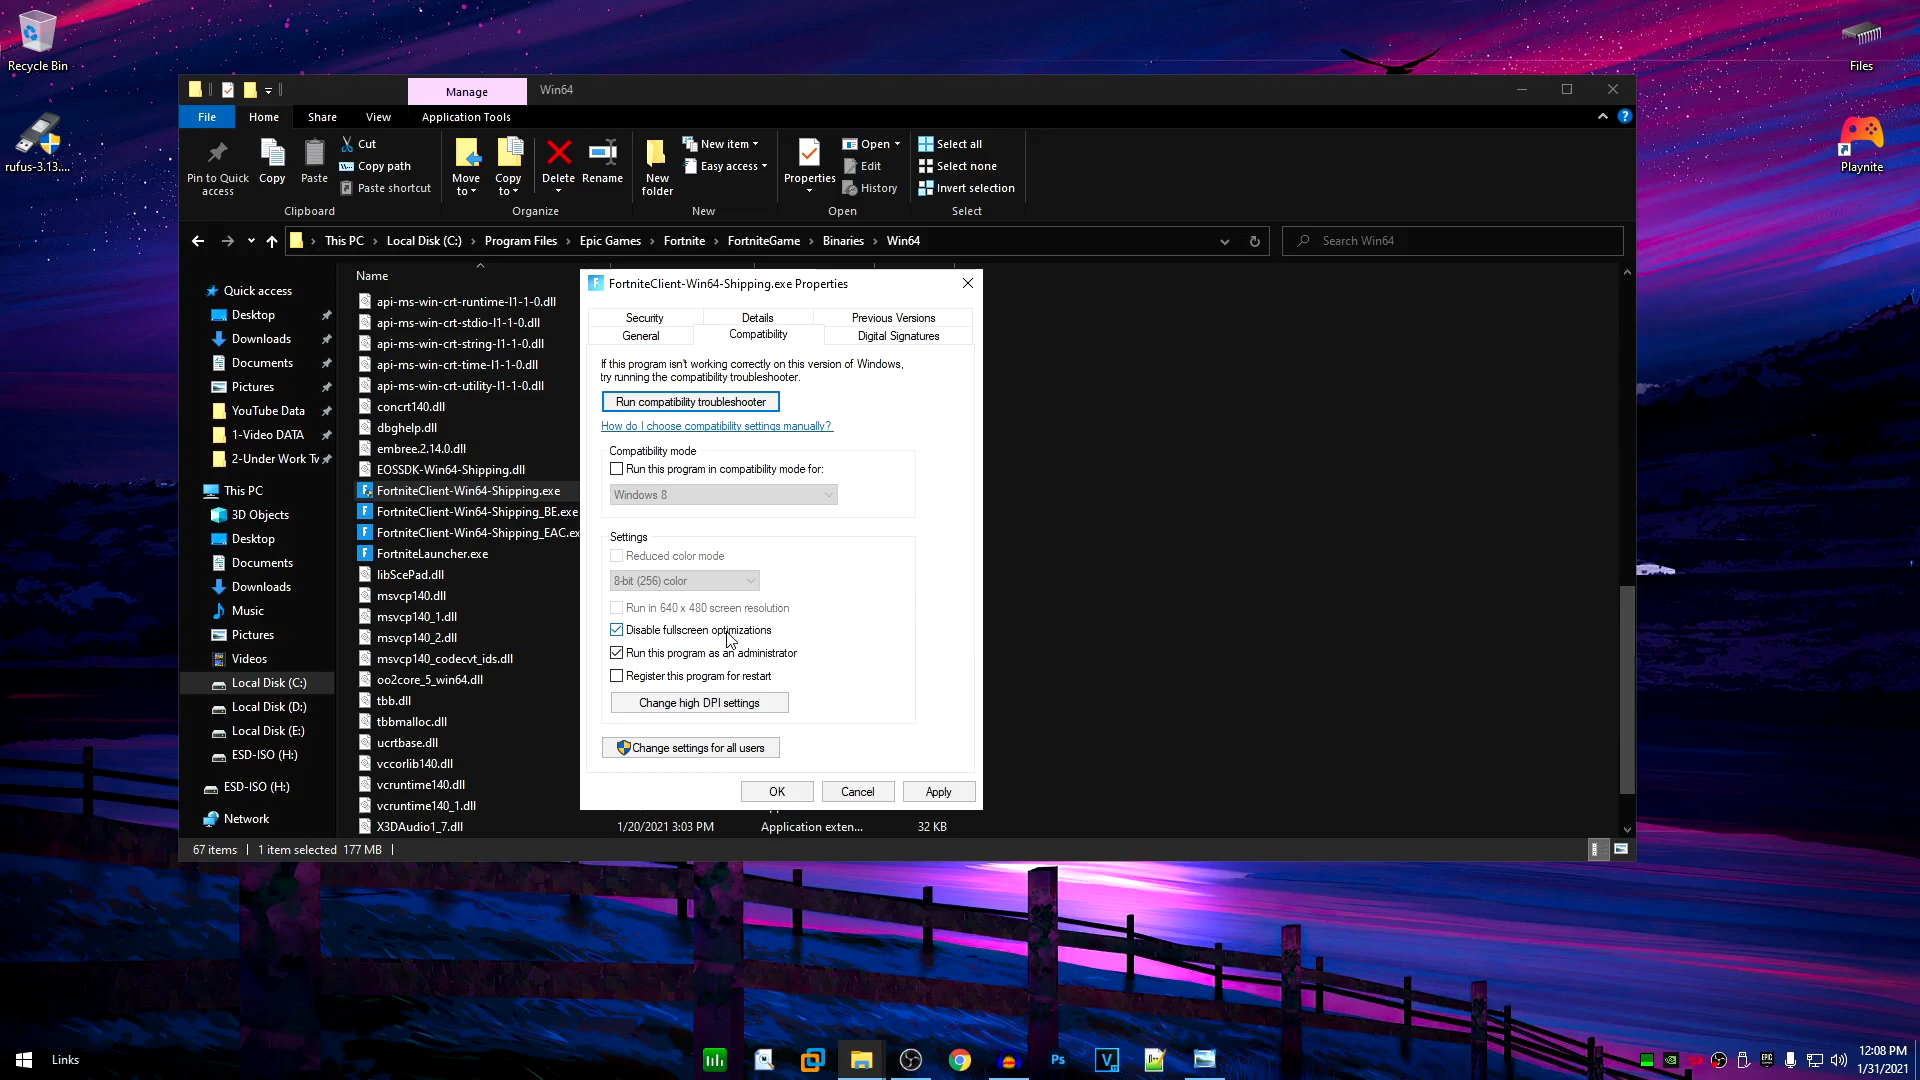 Recycle Bin
rufus-3.13....
Files
Playnite
Manage
Win64
File
Home
Share
View
Application Tools
Pin to Quick access
Copy
Paste
Cut
Copy path
Paste shortcut
Clipboard
Move to
Copy to
Delete
Rename
Organize
New folder
New item
Easy access
New
Properties
Open
Edit
History
Open
Select all
Select none
Invert selection
Select
This PC > Local Disk (C:) > Program Files > Epic Games > Fortnite > FortniteGame > Binaries > Win64
Search Win64
Quick access
Desktop
Downloads
Documents
Pictures
YouTube Data
1-Video DATA
2-Under Work Tv
This PC
3D Objects
Desktop
Documents
Downloads
Music
Pictures
Videos
Local Disk (C:)
Local Disk (D:)
Local Disk (E:)
ESD-ISO (H:)
ESD-ISO (H:)
Network
Name
api-ms-win-crt-runtime-l1-1-0.dll
api-ms-win-crt-stdio-l1-1-0.dll
api-ms-win-crt-string-l1-1-0.dll
api-ms-win-crt-time-l1-1-0.dll
api-ms-win-crt-utility-l1-1-0.dll
concrt140.dll
dbghelp.dll
embree.2.14.0.dll
EOSSDK-Win64-Shipping.dll
FortniteClient-Win64-Shipping.exe
FortniteClient-Win64-Shipping_BE.exe
FortniteClient-Win64-Shipping_EAC.ex
FortniteLauncher.exe
libScePad.dll
msvcp140.dll
msvcp140_1.dll
msvcp140_2.dll
msvcp140_codecvt_ids.dll
oo2core_5_win64.dll
tbb.dll
tbbmalloc.dll
ucrtbase.dll
vccorlib140.dll
vcruntime140.dll
vcruntime140_1.dll
X3DAudio1_7.dll 1/20/2021 3:03 PM Application exten... 32 KB
67 items 1 item selected 177 MB
FortniteClient-Win64-Shipping.exe Properties
Security
Details
Previous Versions
General
Compatibility
Digital Signatures
If this program isn't working correctly on this version of Windows,
try running the compatibility troubleshooter.
Run compatibility troubleshooter
How do I choose compatibility settings manually?
Compatibility mode
Run this program in compatibility mode for:
Windows 8
Settings
Reduced color mode
8-bit (256) color
Run in 640 x 480 screen resolution
Disable fullscreen optimizations
Run this program as an administrator
Register this program for restart
Change high DPI settings
Change settings for all users
OK
Cancel
Apply
Links
Ps
V
12:08 PM
1/31/2021